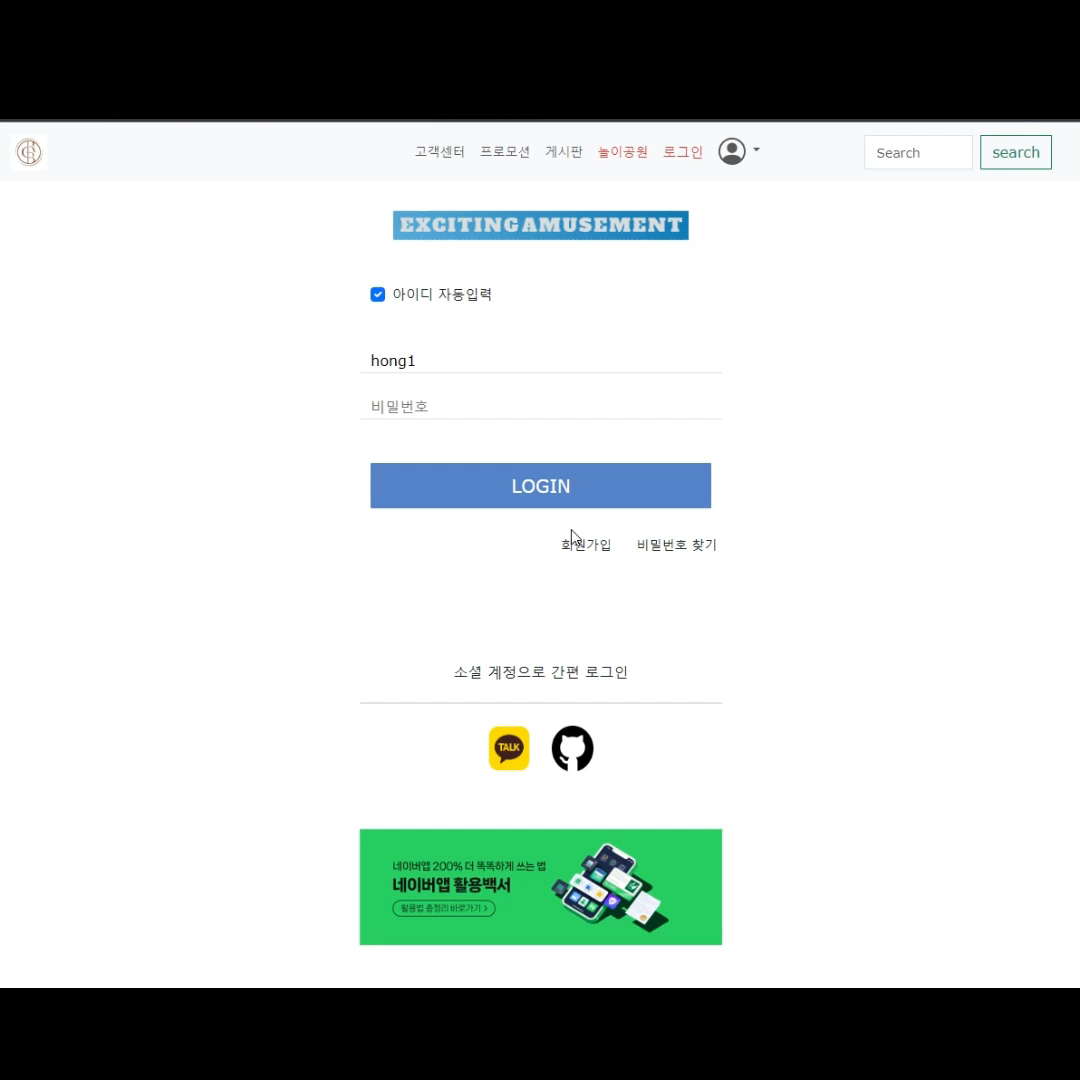 고객센터 프로모션 게시판 놀이공원 로그인 Search search
EXCITING AMUSEMENT
아이디 자동입력
hong1
비밀번호
LOGIN
회원가입 비밀번호 찾기
소셜 계정으로 간편 로그인
TALK
네이버앱 200% 더 똑똑하게 쓰는 법
네이버앱 활용백서
활용법 총정리 바로가기 >